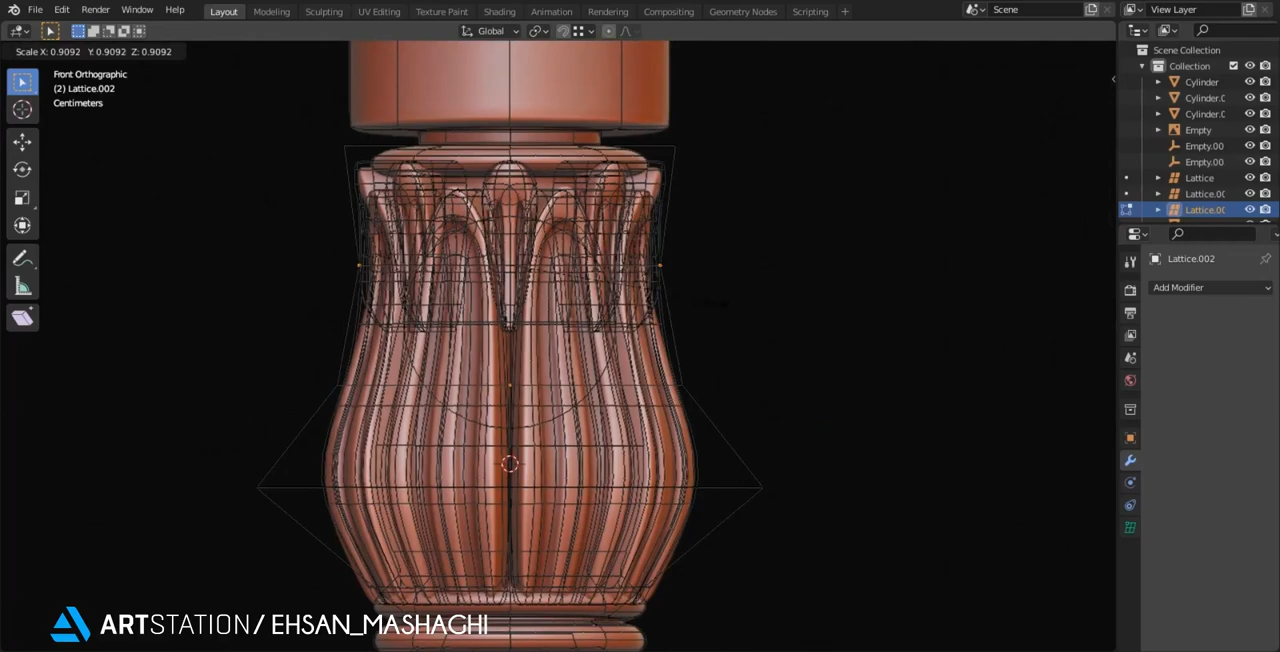 File Edit Render Window Help Layout Modeling Sculpting UV Editing Texture Paint Shading Animation Rendering Compositing Geometry Nodes Scripting + Scene View Layer
Global
Scale X: 0.9092 Y: 0.9092 Z: 0.9092
Front Orthographic
(2) Lattice.002
Centimeters
Scene Collection
Collection
Cylinder
Cylinder.0
Cylinder.0
Empty
Empty.00
Empty.00
Lattice
Lattice.00
Lattice.00
Lattice.002
Add Modifier
ARTSTATION/ EHSAN_MASHAGHI